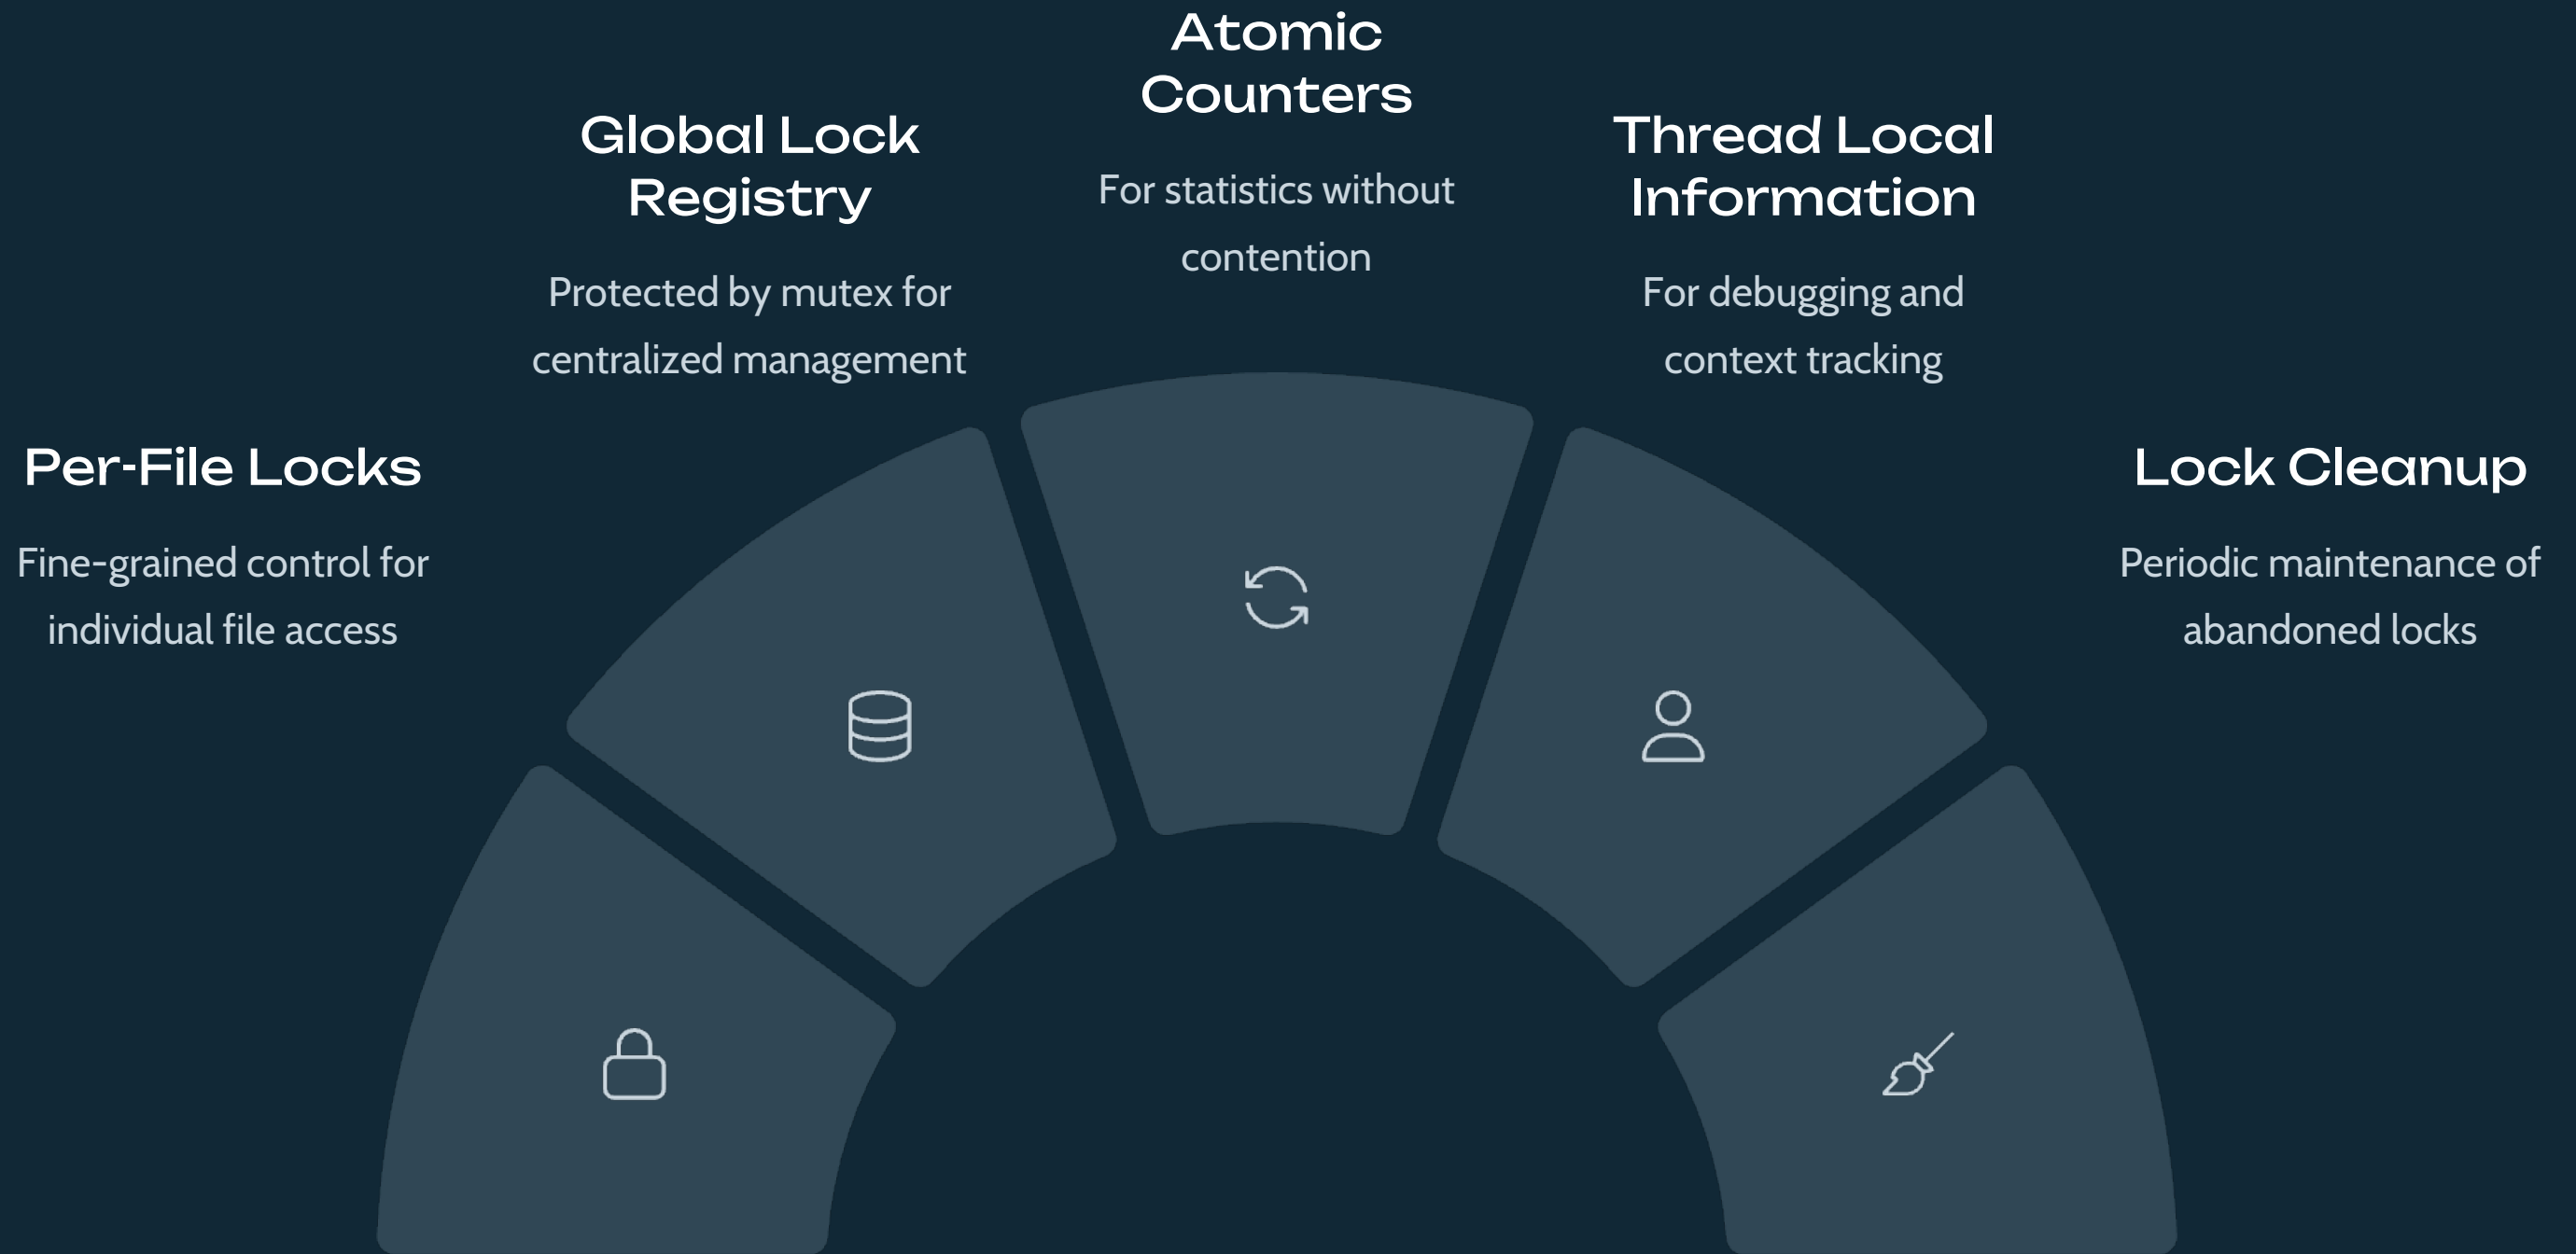 Per-File Locks
Fine-grained control for
individual file access
Global Lock
Registry
Protected by mutex for
centralized management
Atomic
Counters
For statistics without
contention
Thread Local
Information
For debugging and
context tracking
Lock Cleanup
Periodic maintenance of
abandoned locks